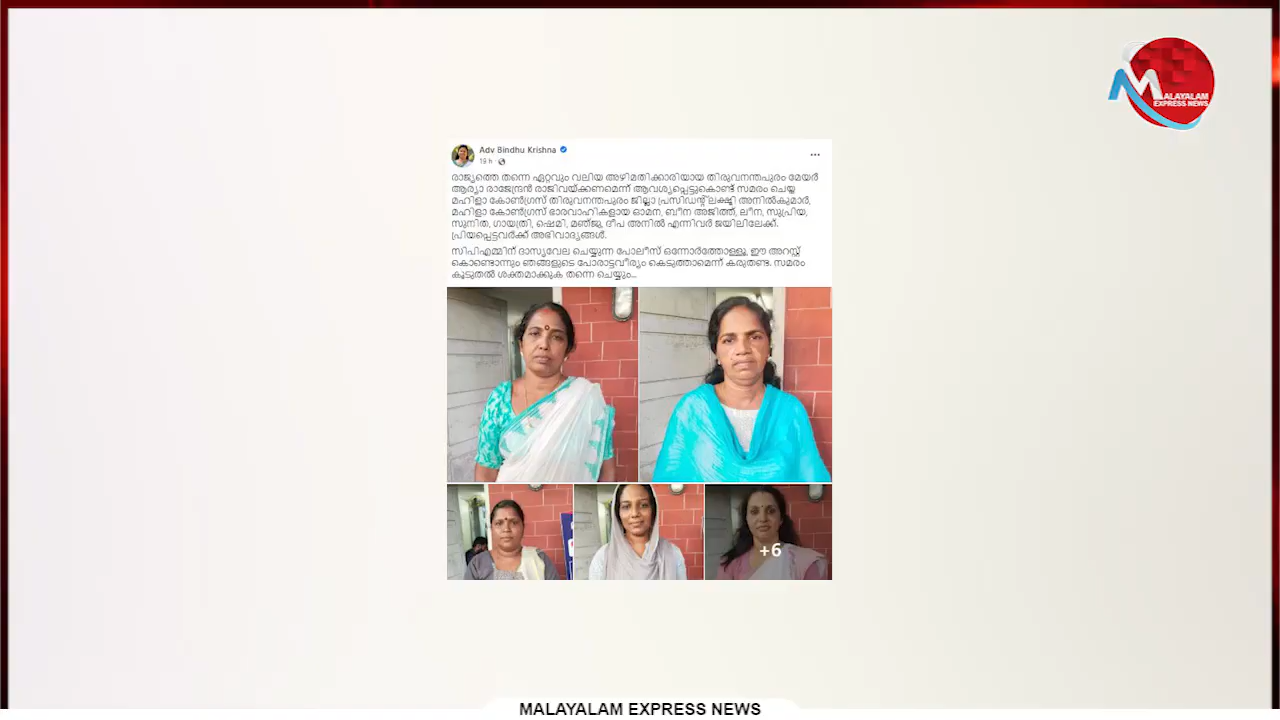 MALAYALAM
EXPRESS NEWS
Adv Bindhu Krishna
19 h
രാജ്യത്തെ തന്നെ ഏറ്റവും വലിയ അഴിമതിക്കാരിയായ തിരുവനന്തപുരം മേയർ
ആര്യാ രാജേന്ദ്രൻ രാജിവയ്ക്കണമെന്ന് ആവശ്യപ്പെട്ടുകൊണ്ട് സമരം ചെയ്ത
മഹിളാ കോൺഗ്രസ് തിരുവനന്തപുരം ജില്ലാ പ്രസിഡന്റ് ലക്ഷ്മി അനിൽകുമാർ,
മഹിളാ കോൺഗ്രസ് ഭാരവാഹികളായ ഓമന, ബീന അജിത്ത്, ലീന, സുപ്രിയ,
സുനിത, ഗായത്രി, ഷെമി, മഞ്ജു, ദീപ അനിൽ എന്നിവർ ജയിലിലേക്ക്.
പ്രിയപ്പെട്ടവർക്ക് അഭിവാദ്യങ്ങൾ.
സിപിഎമ്മിന് ദാസ്യവേല ചെയ്യുന്ന പോലീസ് ഒന്നോർത്തോളൂ, ഈ അറസ്റ്റ്
കൊണ്ടൊന്നും ഞങ്ങളുടെ പോരാട്ടവീര്യം കെടുത്താമെന്ന് കരുതണ്ട. സമരം
കൂടുതൽ ശക്തമാക്കുക തന്നെ ചെയ്യും...
+6
MALAYALAM EXPRESS NEWS